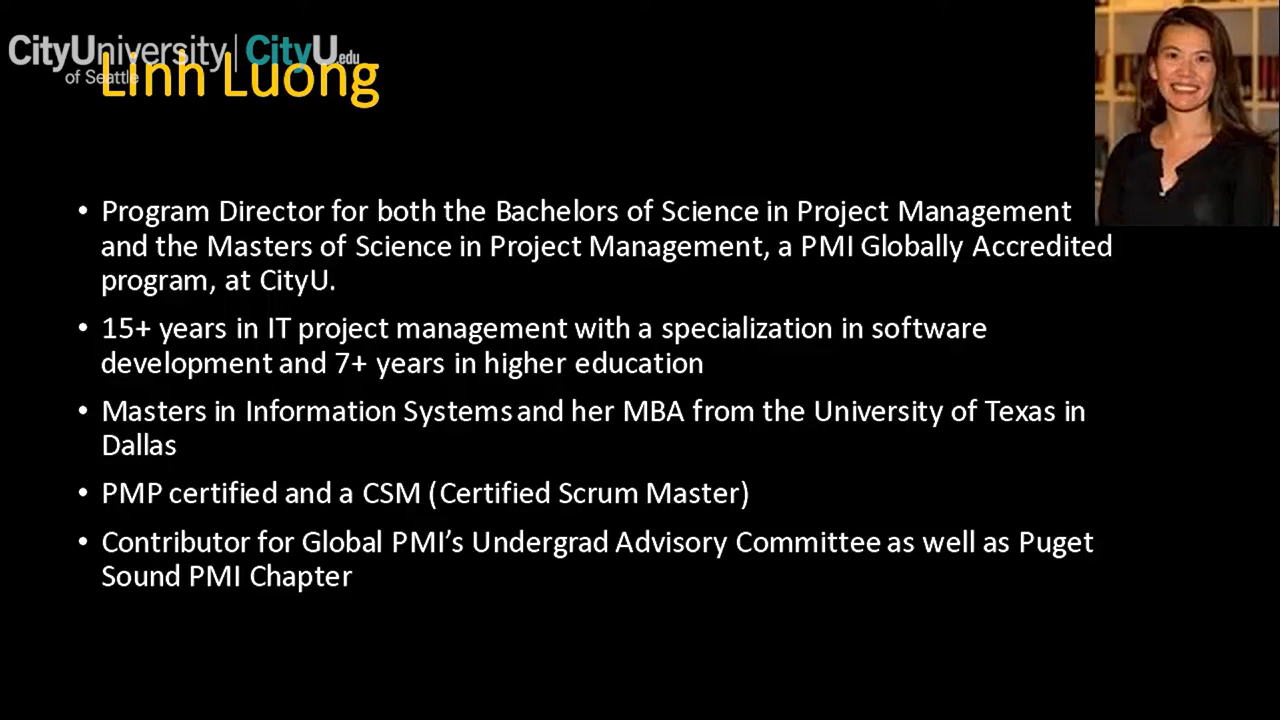 CityUniversity | CityU.edu
of Seattle
Linh Luong
• Program Director for both the Bachelors of Science in Project Management
and the Masters of Science in Project Management, a PMI Globally Accredited
program, at CityU.
• 15+ years in IT project management with a specialization in software
development and 7+ years in higher education
• Masters in Information Systems and her MBA from the University of Texas in
Dallas
• PMP certified and a CSM (Certified Scrum Master)
• Contributor for Global PMI’s Undergrad Advisory Committee as well as Puget
Sound PMI Chapter